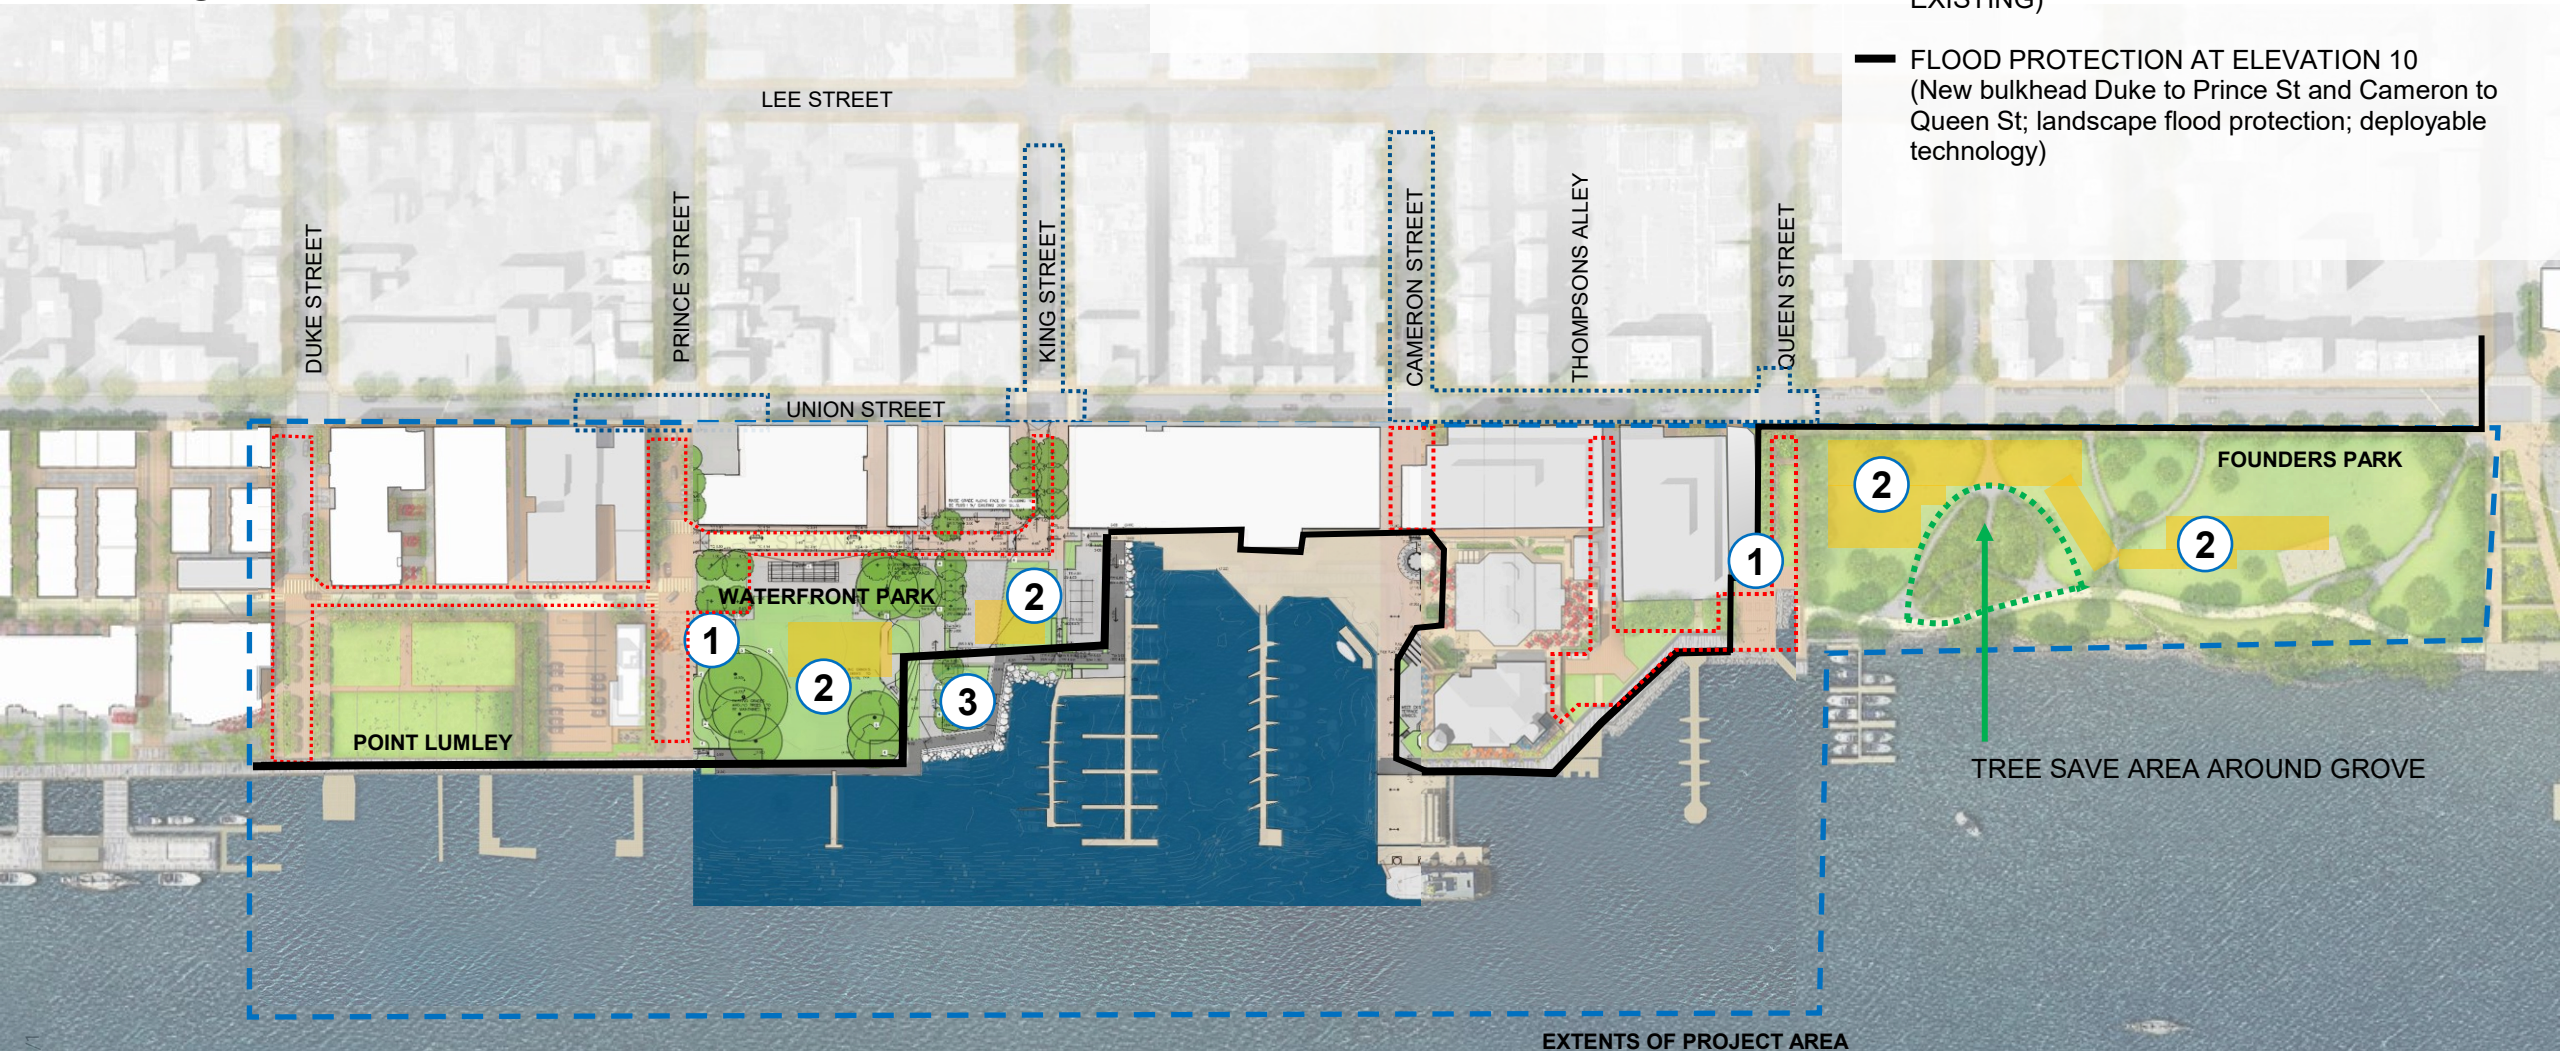 EXISTING)
FLOOD PROTECTION AT ELEVATION 10
(New bulkhead Duke to Prince St and Cameron to
Queen St; landscape flood protection; deployable
technology)
LEE STREET
DUKE STREET
PRINCE STREET
KING STREET
CAMERON STREET
THOMPSONS ALLEY
QUEEN STREET
UNION STREET
FOUNDERS PARK
2
2
1
2
WATERFRONT PARK
1
2
3
POINT LUMLEY
TREE SAVE AREA AROUND GROVE
EXTENTS OF PROJECT AREA